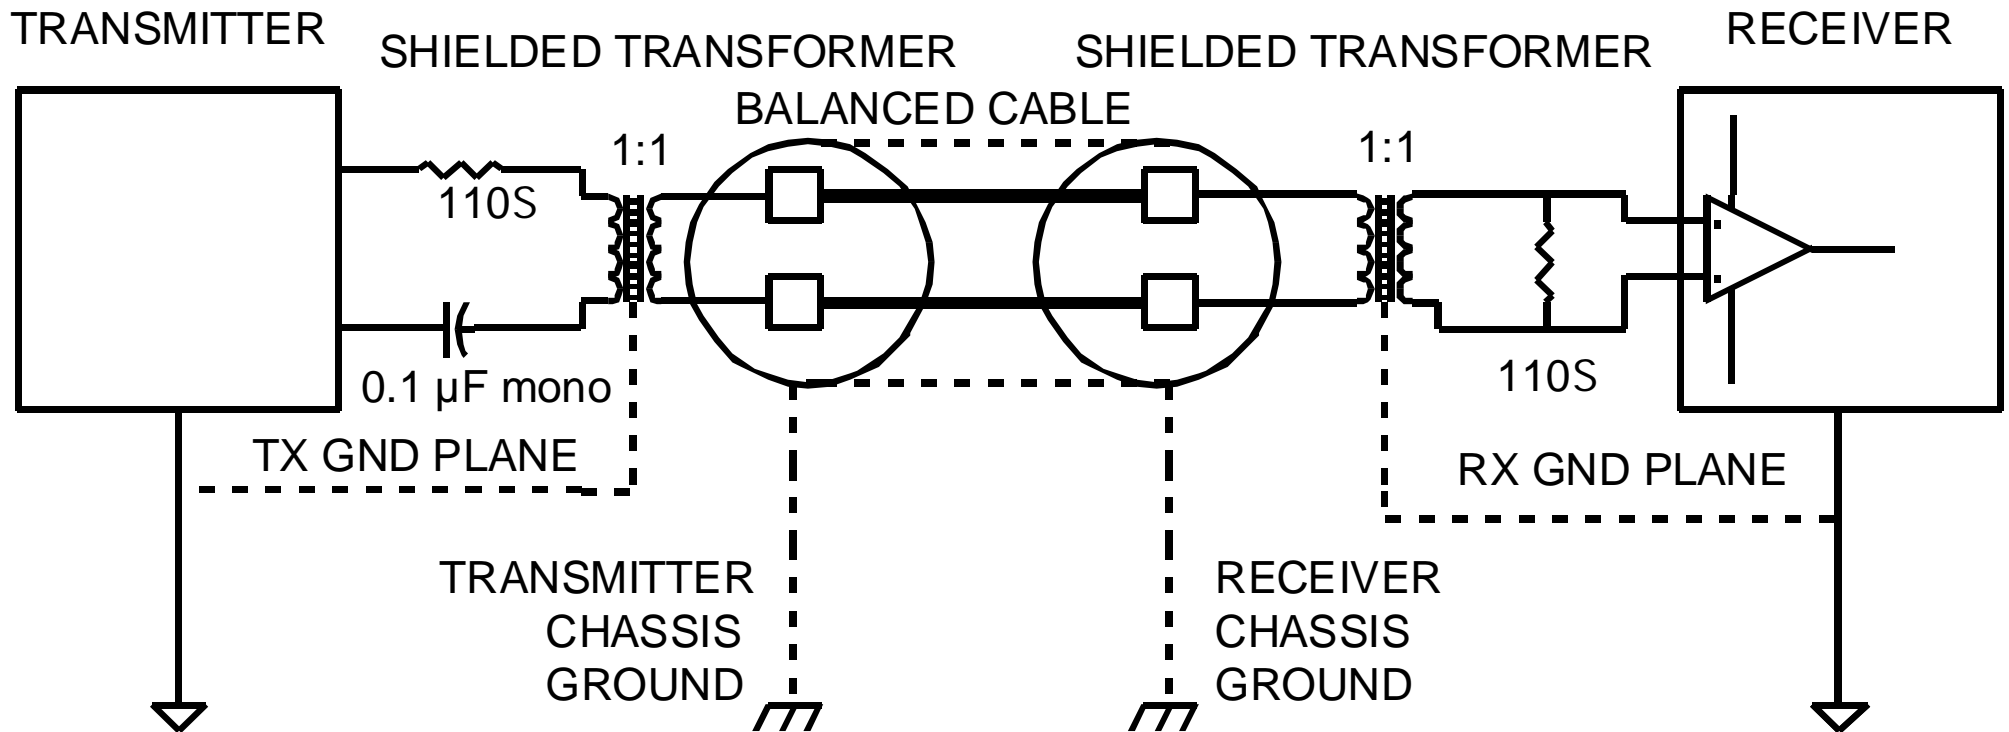 TRANSMITTER
SHIELDED TRANSFORMER
SHIELDED TRANSFORMER
RECEIVER
BALANCED CABLE
1:1
1:1
110S
0.1 µF mono
110S
TX GND PLANE
RX GND PLANE
TRANSMITTER
CHASSIS
GROUND
RECEIVER
CHASSIS
GROUND